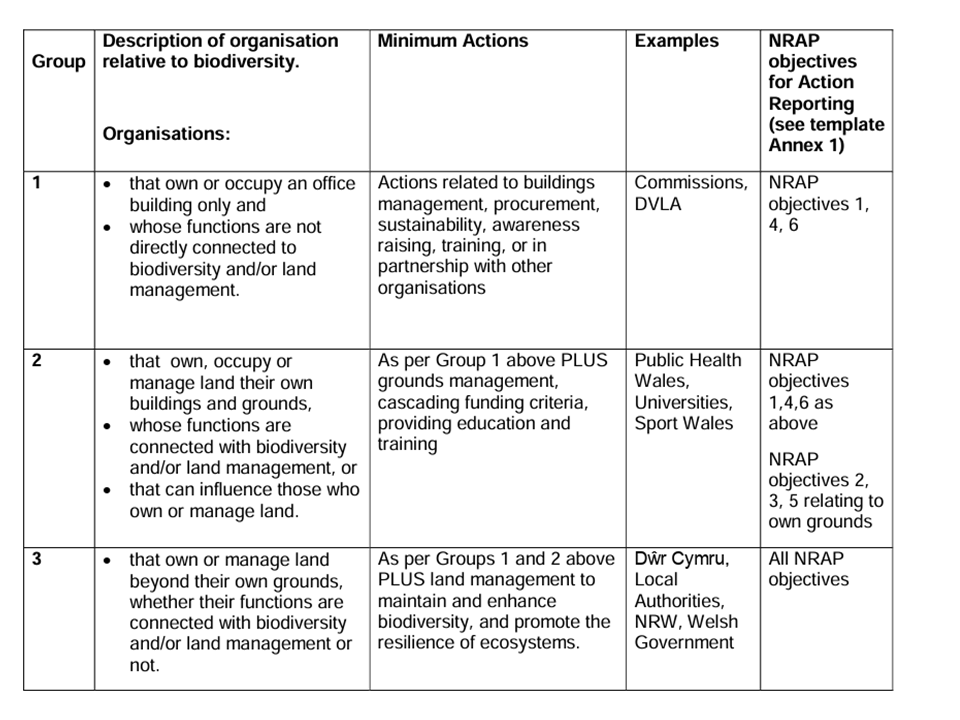 Group
Description of organisation
relative to biodiversity.
Organisations:
Minimum Actions
Examples
NRAP
objectives
for Action
Reporting
(see template
Annex 1)
1
• that own or occupy an office
building only and
• whose functions are not
directly connected to
biodiversity and/or land
management.
Actions related to buildings
management, procurement,
sustainability, awareness
raising, training, or in
partnership with other
organisations
Commissions,
DVLA
NRAP
objectives 1,
4, 6
2
• that own, occupy or
manage land their own
buildings and grounds,
• whose functions are
connected with biodiversity
and/or land management, or
• that can influence those who
own or manage land.
As per Group 1 above PLUS
grounds management,
cascading funding criteria,
providing education and
training
Public Health
Wales,
Universities,
Sport Wales
NRAP
objectives
1,4,6 as
above
NRAP
objectives 2,
3, 5 relating to
own grounds
3
• that own or manage land
beyond their own grounds,
whether their functions are
connected with biodiversity
and/or land management or
not.
As per Groups 1 and 2 above
PLUS land management to
maintain and enhance
biodiversity, and promote the
resilience of ecosystems.
Dŵr Cymru,
Local
Authorities,
NRW, Welsh
Government
All NRAP
objectives